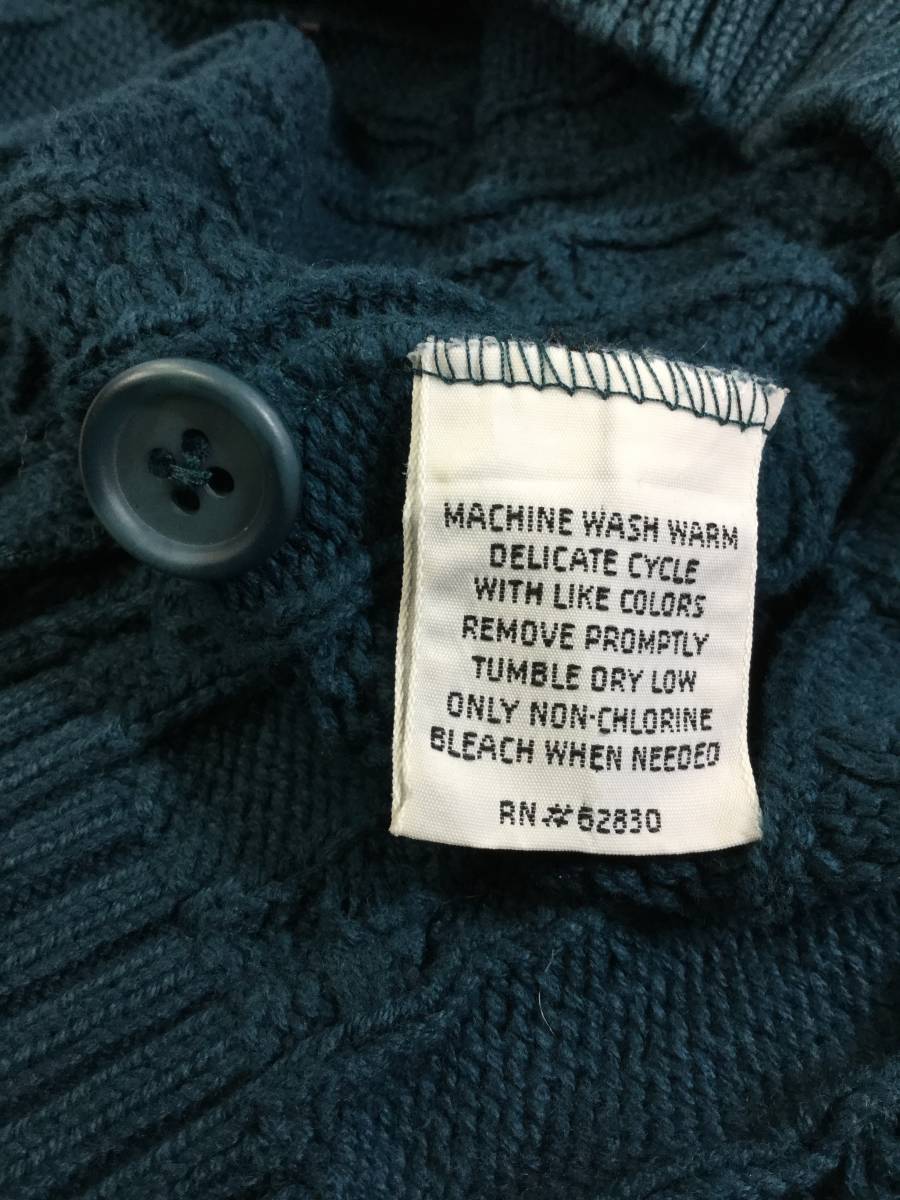 MACHINE WASH WARM
DELICATE CYCLE
WITH LIKE COLORS
REMOVE PROMPTLY
TUMBLE DRY LOW
ONLY NON-CHLORINE
BLEACH WHEN NEEDED
RN #62830